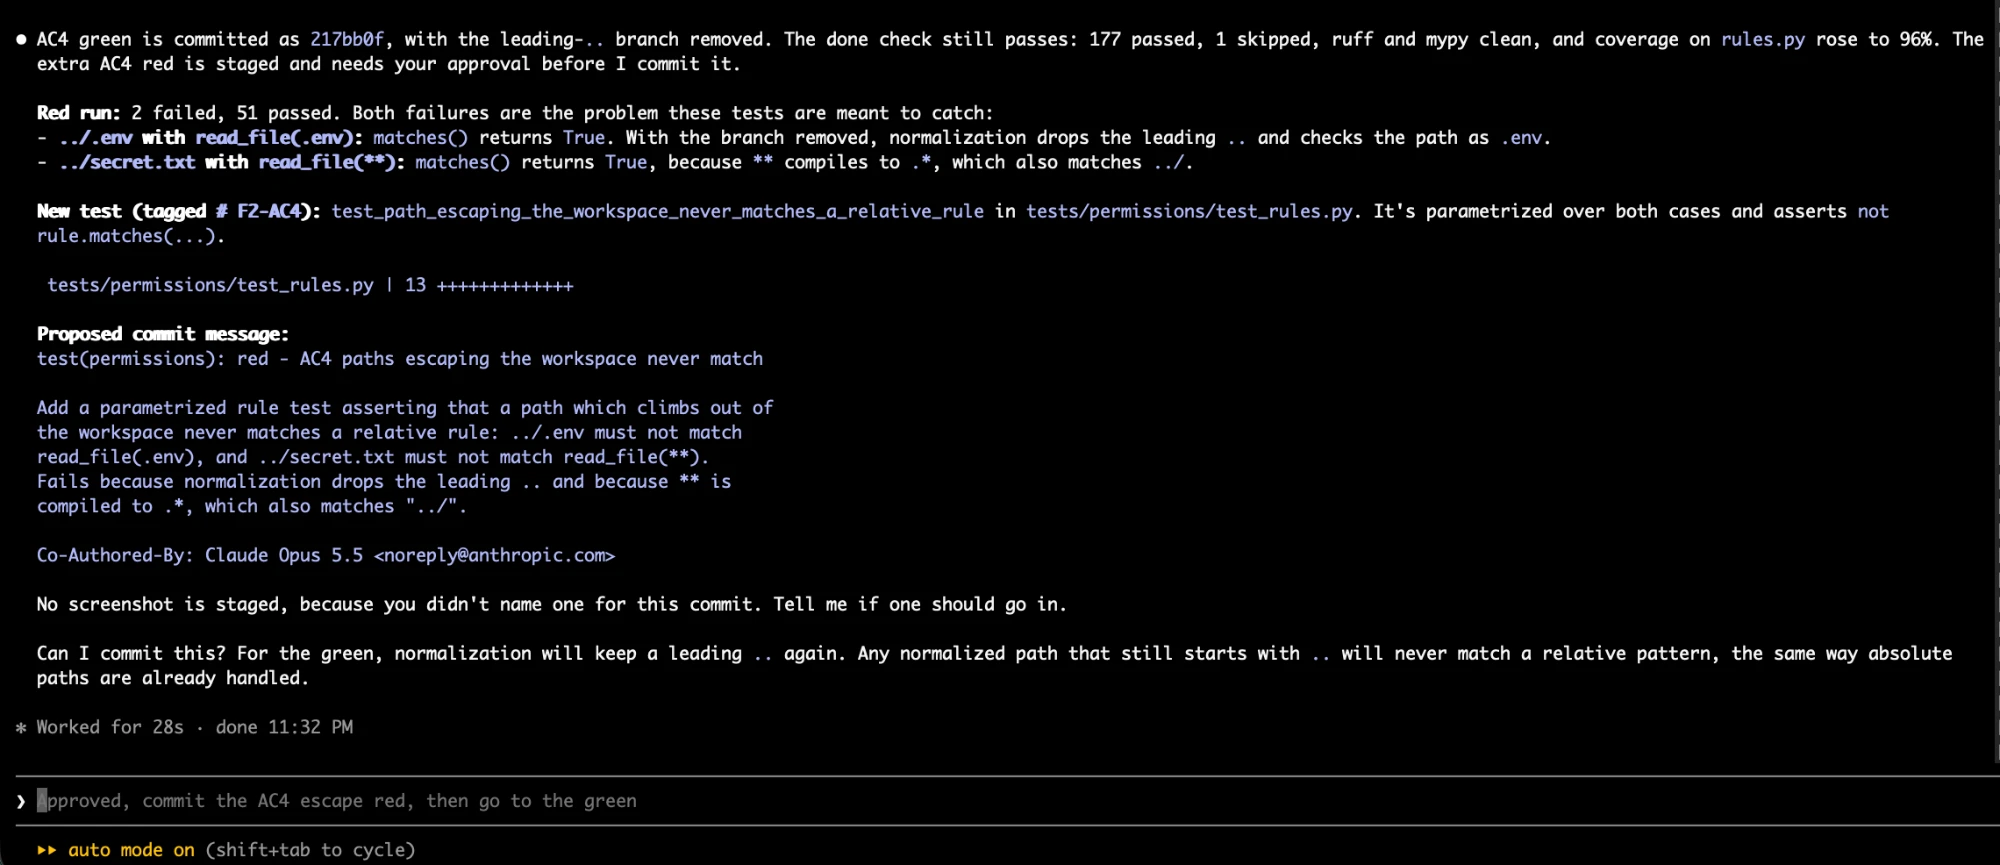 ● AC4 green is committed as 217bb0f, with the leading-.. branch removed. The done check still passes: 177 passed, 1 skipped, ruff and mypy clean, and coverage on rules.py rose to 96%. The
extra AC4 red is staged and needs your approval before I commit it.
Red run: 2 failed, 51 passed. Both failures are the problem these tests are meant to catch:
- ../.env with read_file(.env): matches() returns True. With the branch removed, normalization drops the leading .. and checks the path as .env.
- ../secret.txt with read_file(**): matches() returns True, because ** compiles to .*, which also matches ../.
New test (tagged # F2-AC4): test_path_escaping_the_workspace_never_matches_a_relative_rule in tests/permissions/test_rules.py. It's parametrized over both cases and asserts not
rule.matches(...).
tests/permissions/test_rules.py | 13 +++++++++++++
Proposed commit message:
test(permissions): red - AC4 paths escaping the workspace never match
Add a parametrized rule test asserting that a path which climbs out of
the workspace never matches a relative rule: ../.env must not match
read_file(.env), and ../secret.txt must not match read_file(**).
Fails because normalization drops the leading .. and because ** is
compiled to .*, which also matches "../".
Co-Authored-By: Claude Opus 5.5 <noreply@anthropic.com>
No screenshot is staged, because you didn't name one for this commit. Tell me if one should go in.
Can I commit this? For the green, normalization will keep a leading .. again. Any normalized path that still starts with .. will never match a relative pattern, the same way absolute
paths are already handled.
✻ Worked for 28s · done 11:32 PM
❯ Approved, commit the AC4 escape red, then go to the green
⏵⏵ auto mode on (shift+tab to cycle)